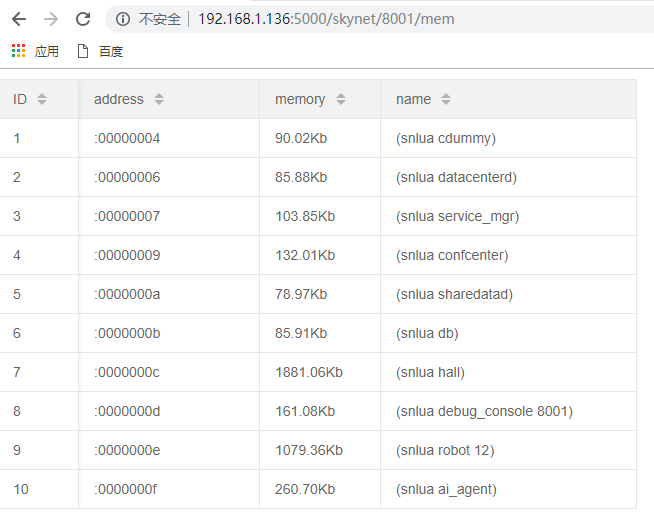 不安全 192.168.1.136:5000/skynet/8001/mem
应用 百度
ID address memory name
1 :00000004 90.02Kb (snlua cdummy)
2 :00000006 85.88Kb (snlua datacenterd)
3 :00000007 103.85Kb (snlua service_mgr)
4 :00000009 132.01Kb (snlua confcenter)
5 :0000000a 78.97Kb (snlua sharedatad)
6 :0000000b 85.91Kb (snlua db)
7 :0000000c 1881.06Kb (snlua hall)
8 :0000000d 161.08Kb (snlua debug_console 8001)
9 :0000000e 1079.36Kb (snlua robot 12)
10 :0000000f 260.70Kb (snlua ai_agent)